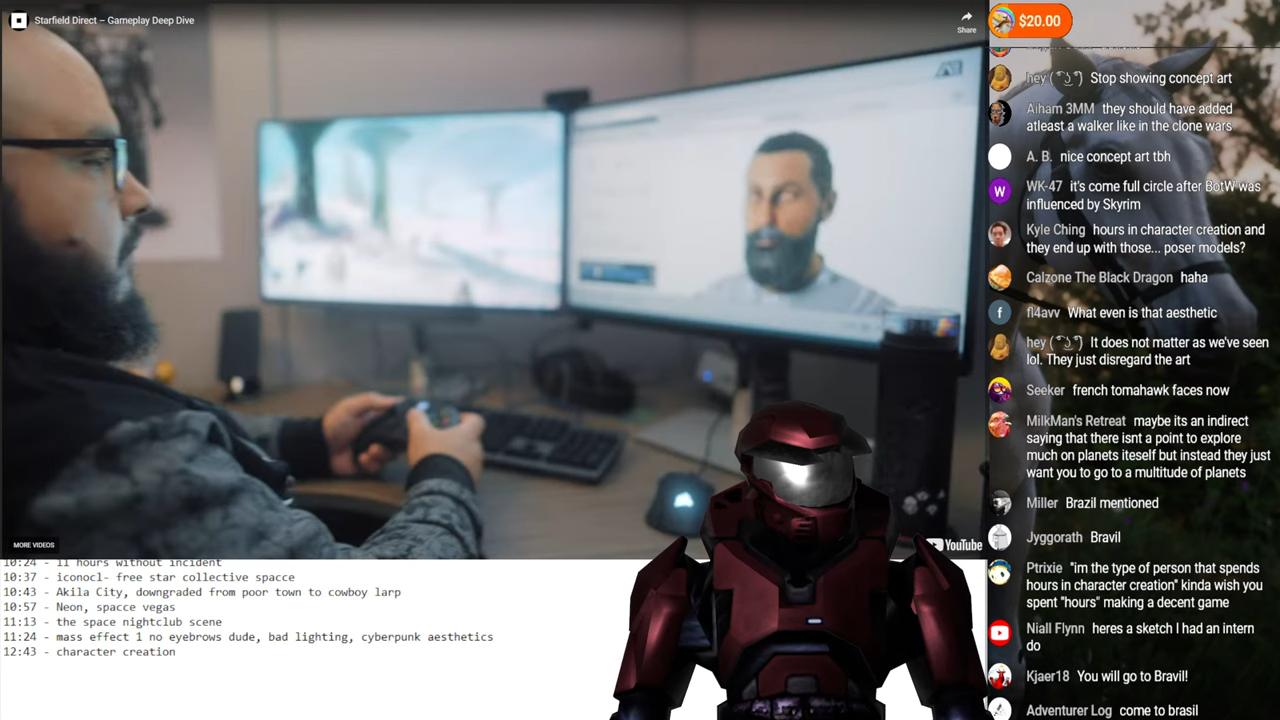 Starfield Direct – Gameplay Deep Dive
Share
MORE VIDEOS
YouTube
10:24 - 11 hours without incident
10:37 - iconocl- free star collective spacce
10:43 - Akila City, downgraded from poor town to cowboy larp
10:57 - Neon, spacce vegas
11:13 - the space nightclub scene
11:24 - mass effect 1 no eyebrows dude, bad lighting, cyberpunk aesthetics
12:43 - character creation
$20.00
hey ( ͡° ͜ʖ ͡°) Stop showing concept art
Aiham 3MM they should have added
atleast a walker like in the clone wars
A. B. nice concept art tbh
W
WK-47 it's come full circle after BotW was
influenced by Skyrim
Kyle Ching hours in character creation and
they end up with those... poser models?
Calzone The Black Dragon haha
f
fl4avv What even is that aesthetic
hey ( ͡° ͜ʖ ͡°) It does not matter as we've seen
lol. They just disregard the art
Seeker french tomahawk faces now
MilkMan's Retreat maybe its an indirect
saying that there isnt a point to explore
much on planets iteself but instead they just
want you to go to a multitude of planets
Miller Brazil mentioned
Jyggorath Bravil
Ptrixie "im the type of person that spends
hours in character creation" kinda wish you
spent "hours" making a decent game
Niall Flynn heres a sketch I had an intern
do
Kjaer18 You will go to Bravil!
Adventurer Log come to brasil